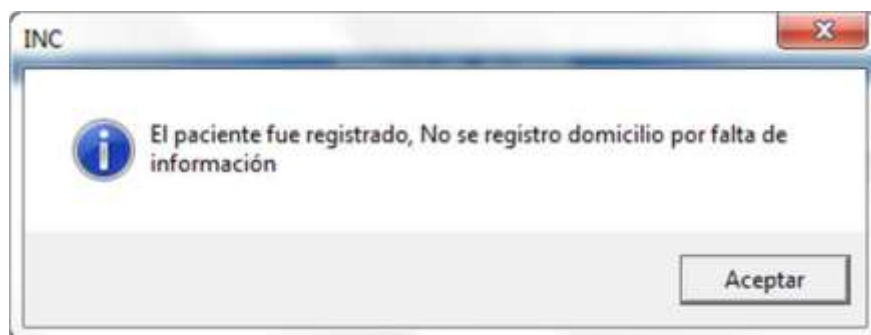 INC
El paciente fue registrado, No se registro domicilio por falta de
información
Aceptar